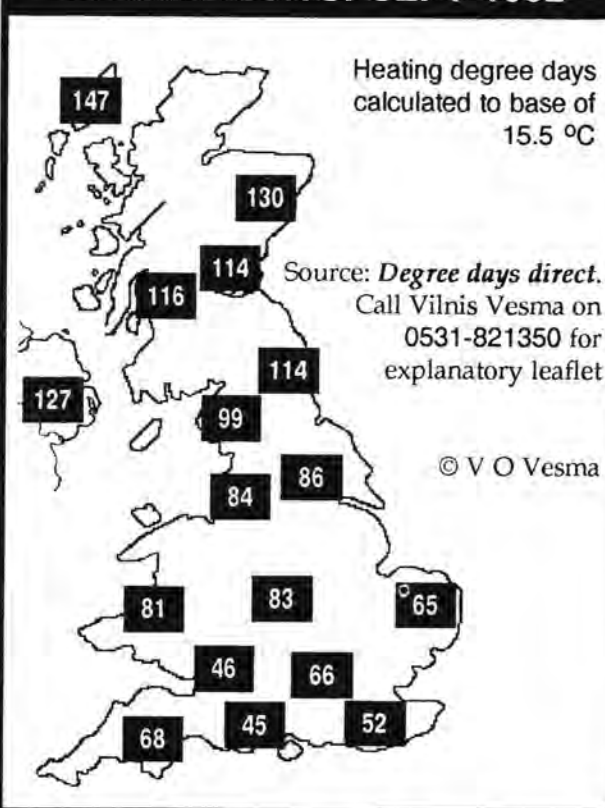 Heating degree days
calculated to base of
15.5 ºC
147
130
114
116
Source: Degree days direct.
Call Vilnis Vesma on
0531-821350 for
explanatory leaflet
114
127
99
© V O Vesma
86
84
81
83
65
46
66
68
45
52